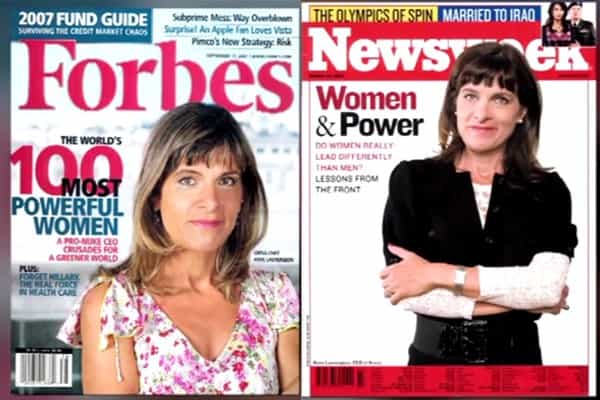 2007 FUND GUIDE
SURVIVING THE CREDIT MARKET CHAOS
Subprime Mess: Way Overblown
Surprise! An Apple Fan Loves Vista
Pimco's New Strategy: Risk
Forbes
THE WORLD'S
100
MOST
POWERFUL
WOMEN
A PRO-NUKE CEO
CRUSADES FOR
A GREENER WORLD
PLUS:
FORGET HILLARY.
THE REAL FORCE
IN HEALTH CARE
THE OLYMPICS OF SPIN
MARRIED TO IRAQ
Newsweek
Women
& Power
DO WOMEN REALLY
LEAD DIFFERENTLY
THAN MEN?
LESSONS FROM
THE FRONT